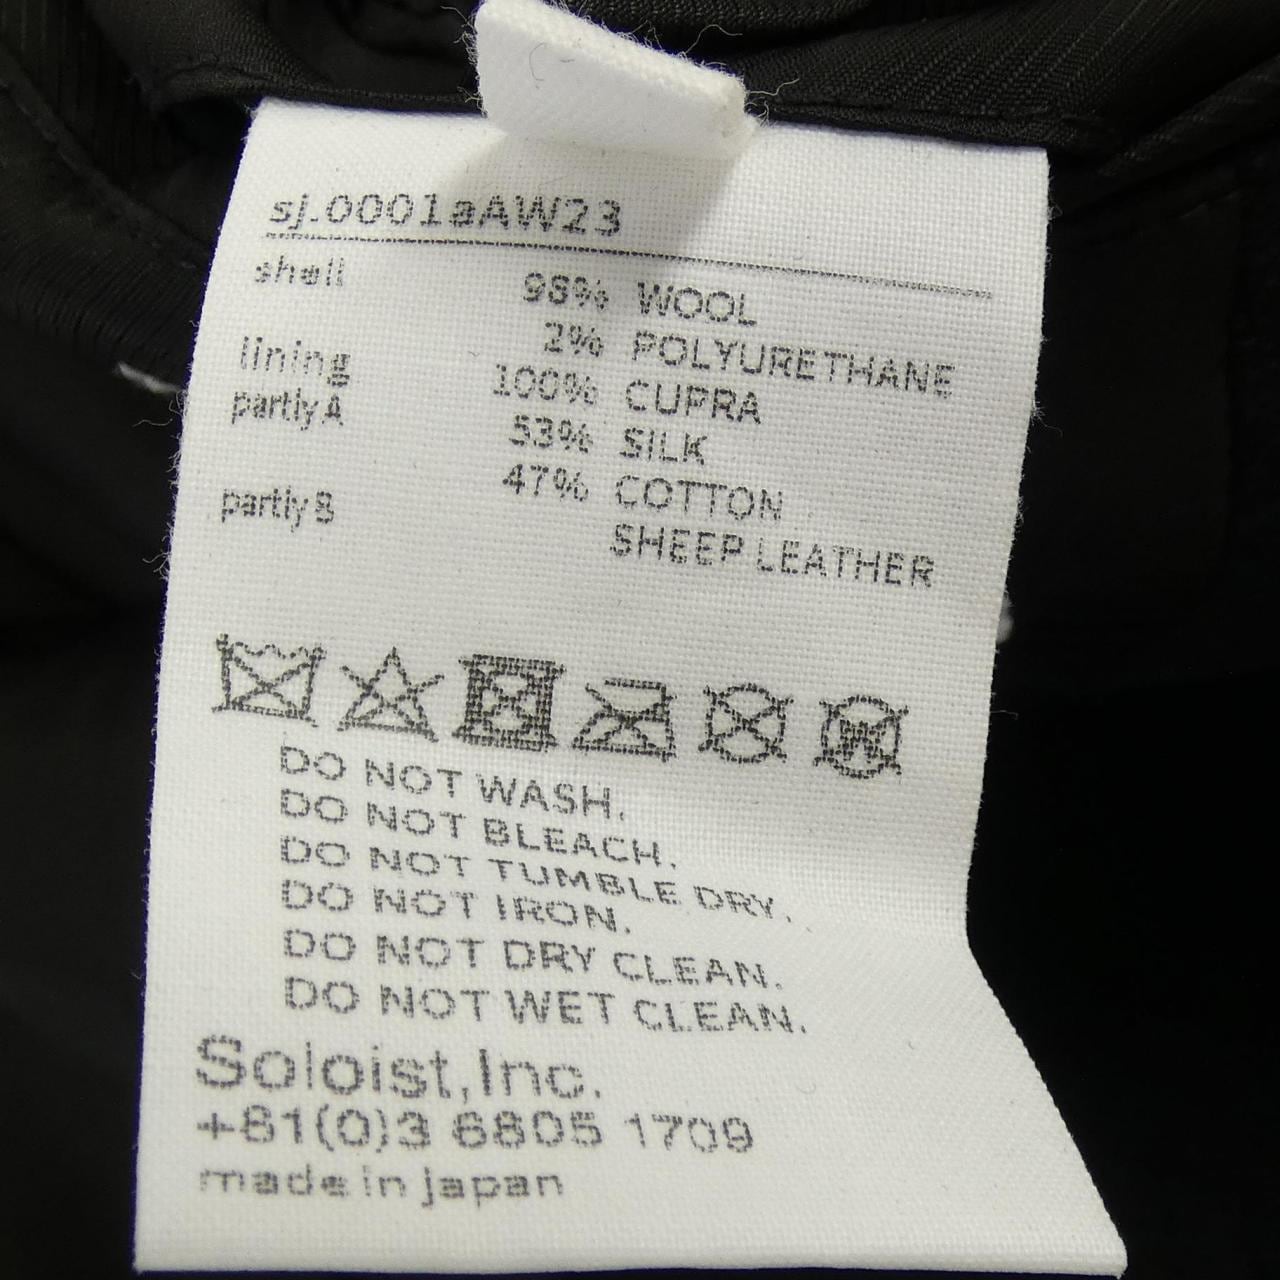 sj.0001aAW23
shell 98% WOOL
2% POLYURETHANE
lining 100% CUPRA
partly A 53% SILK
47% COTTON
partly B SHEEP LEATHER
W
DO NOT WASH.
DO NOT BLEACH.
DO NOT TUMBLE DRY.
DO NOT IRON.
DO NOT DRY CLEAN.
DO NOT WET CLEAN.
Soloist,Inc.
+81(0)3 6805 1709
made in japan